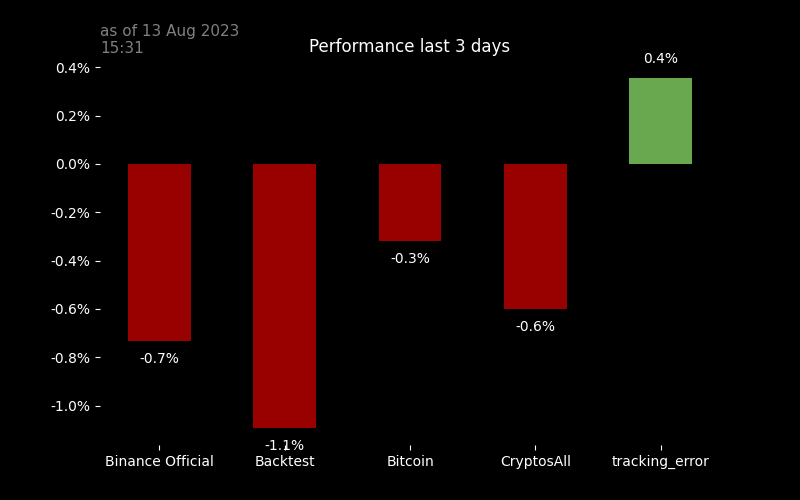 as of 13 Aug 2023
15:31
Performance last 3 days
0.4%
0.4%
0.2%
0.0%
-0.2%
-0.4%
-0.6%
-0.8%
-1.0%
-0.7%
-1.1%
-0.3%
-0.6%
Binance Official
Backtest
Bitcoin
CryptosAll
tracking_error